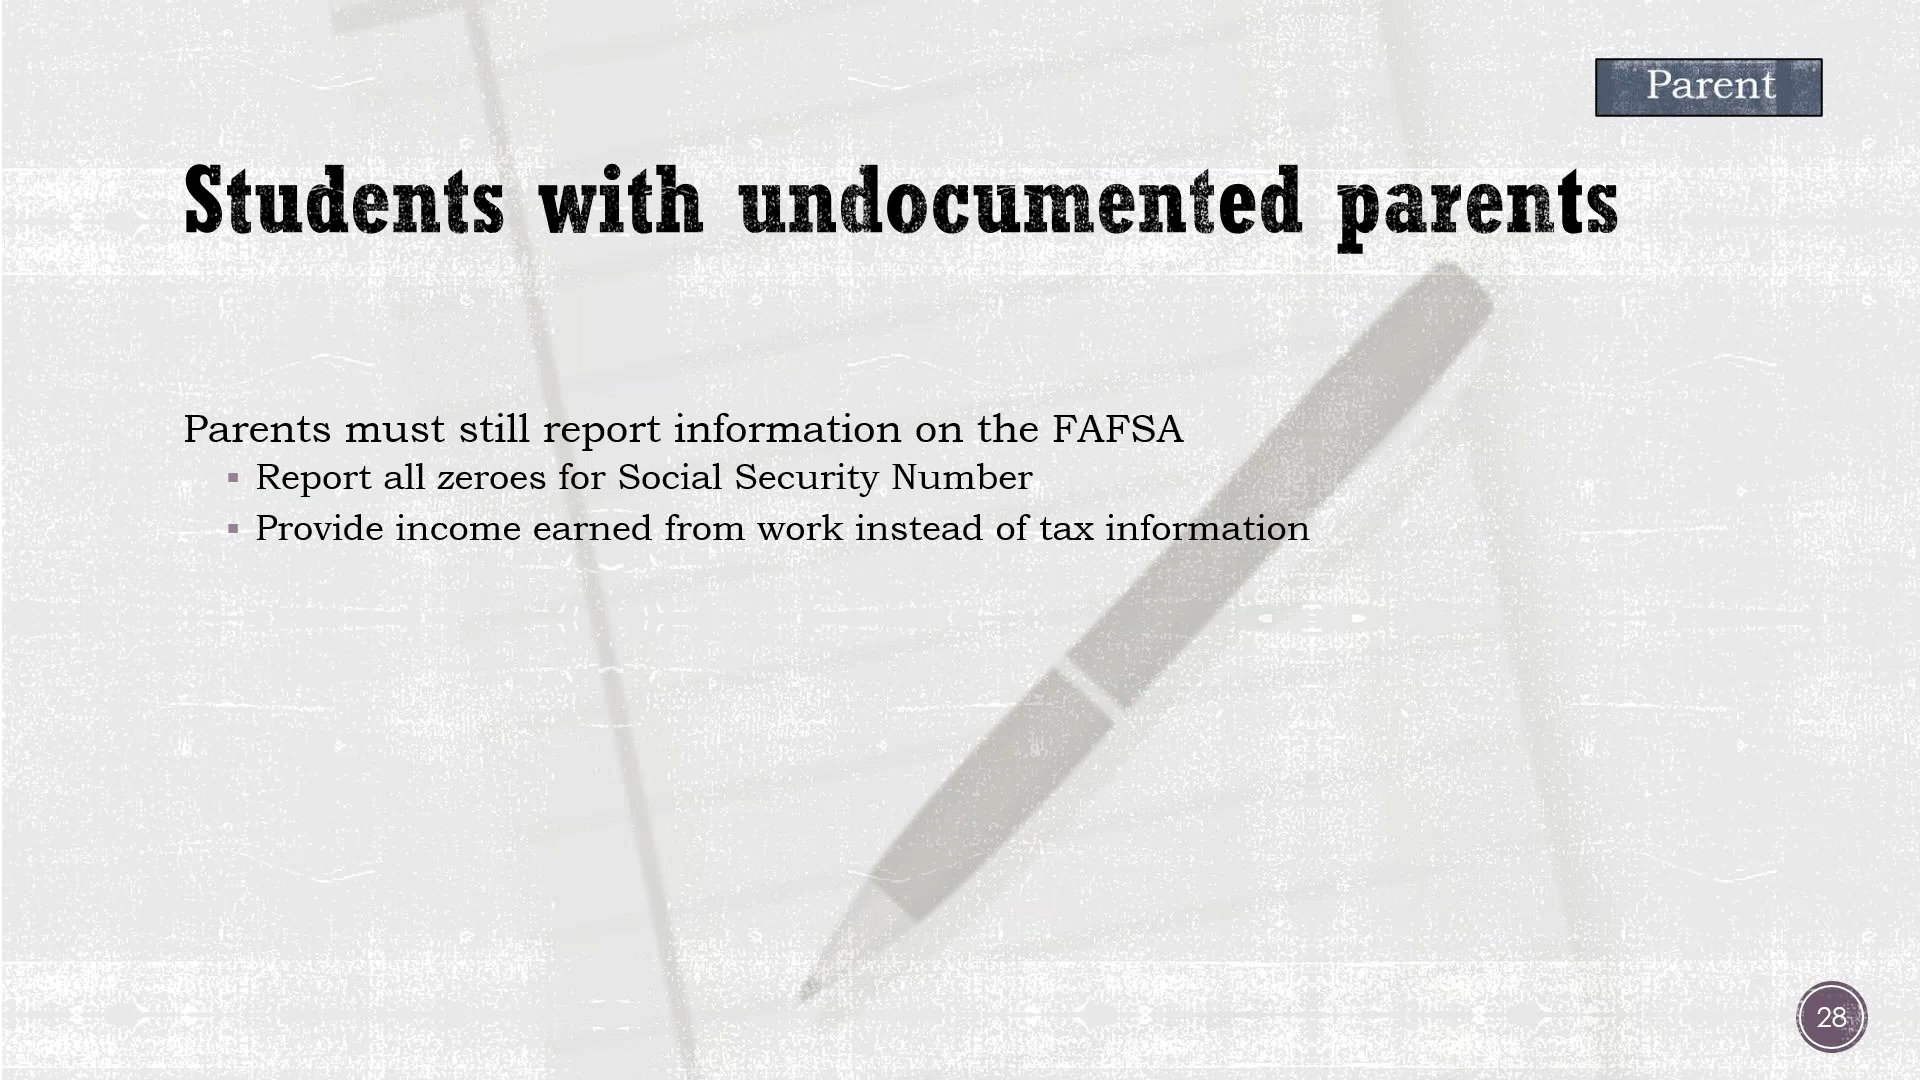 Parent
Students with undocumented parents
Parents must still report information on the FAFSA
▪ Report all zeroes for Social Security Number
▪ Provide income earned from work instead of tax information
28